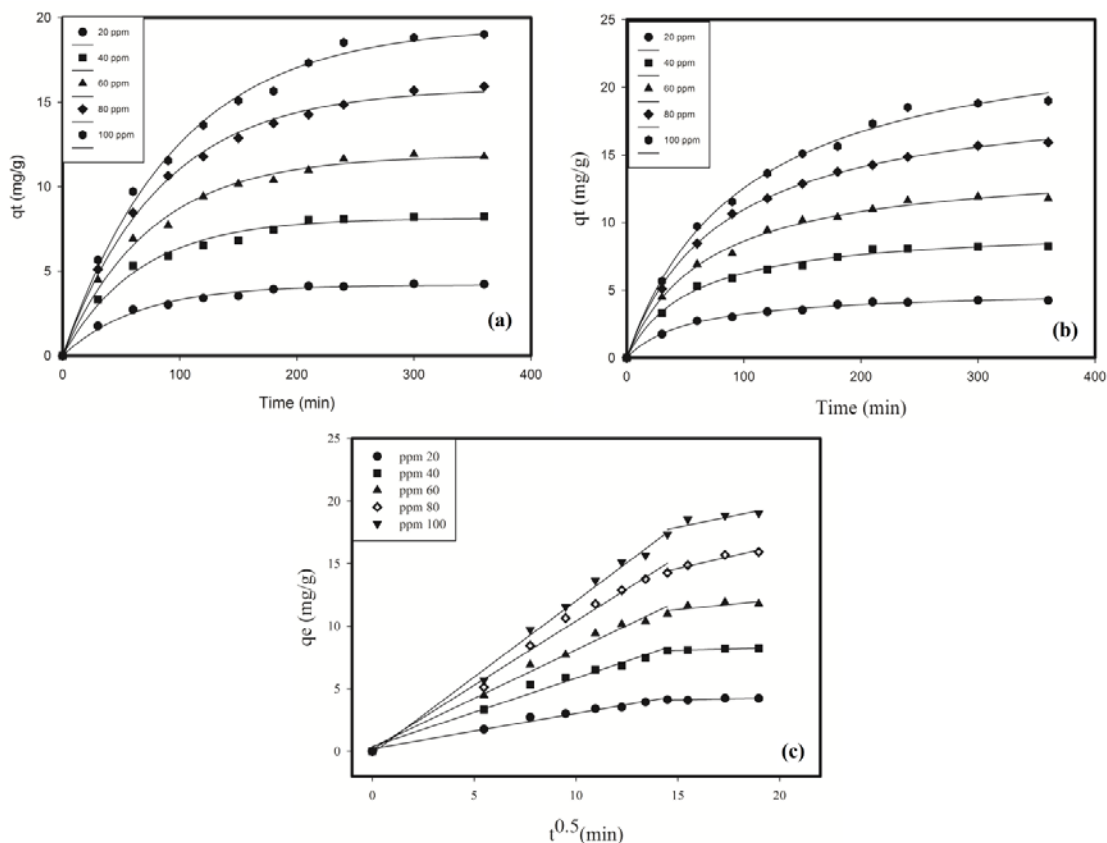 20
15
10
5
0
qt (mg/g)
20 ppm
40 ppm
60 ppm
80 ppm
100 ppm
(a)
0 100 200 300 400
Time (min)
25
20
15
10
5
0
qt (mg/g)
20 ppm
40 ppm
60 ppm
80 ppm
100 ppm
(b)
0 100 200 300 400
Time (min)
25
20
15
10
5
0
qe (mg/g)
ppm 20
ppm 40
ppm 60
ppm 80
ppm 100
(c)
0 5 10 15 20
t^0.5(min)